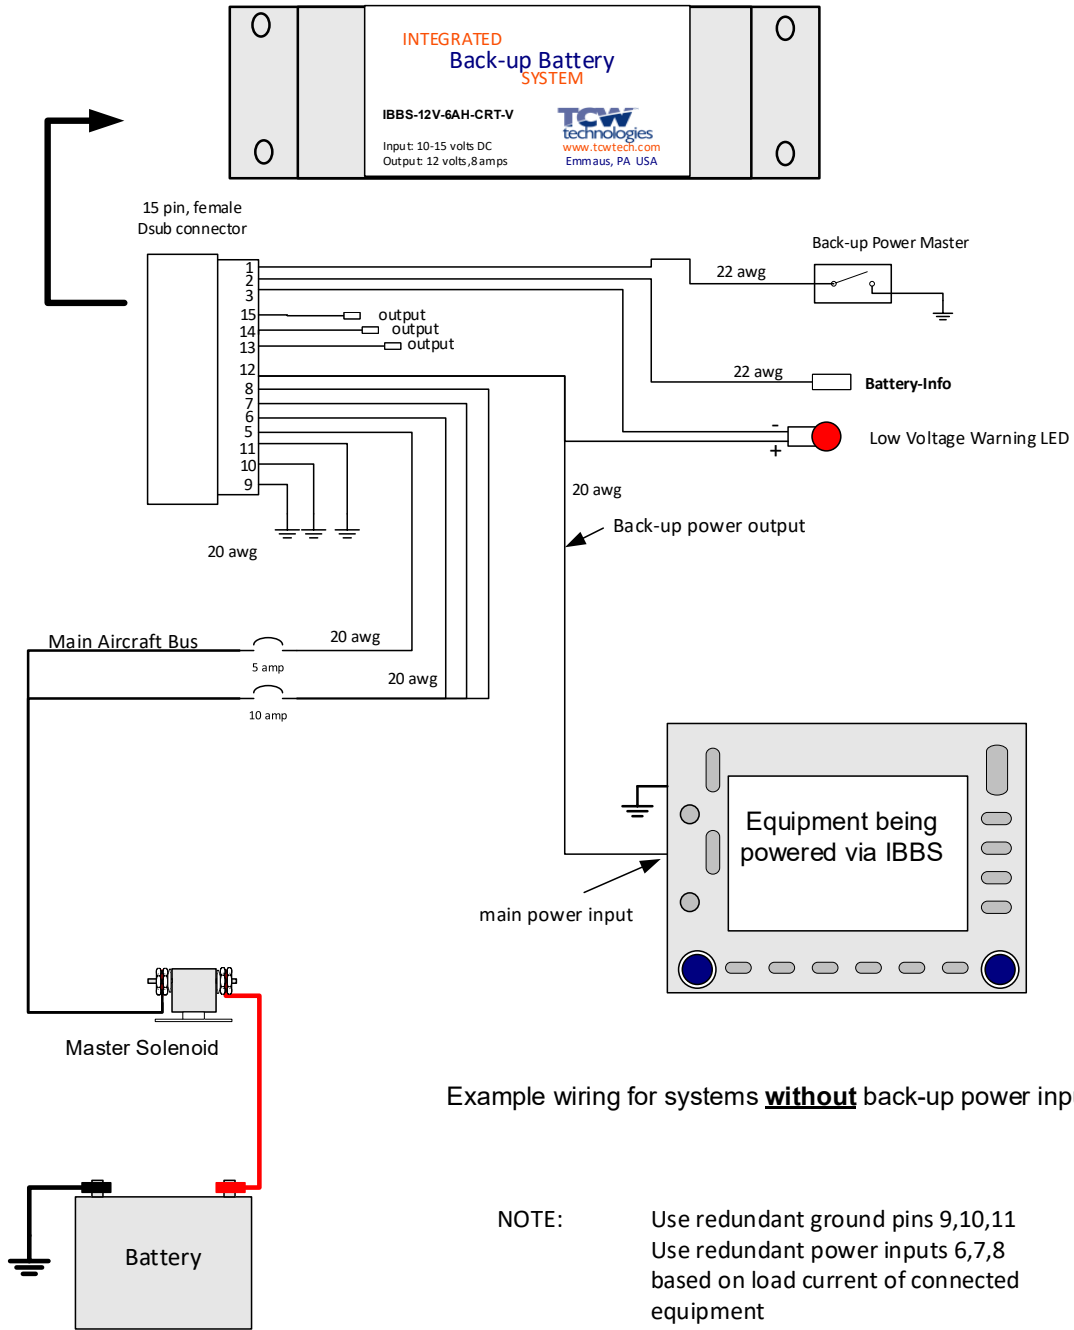 INTEGRATED
Back-up Battery
SYSTEM
IBBS-12V-6AH-CRT-V
Input: 10-15 volts DC
Output: 12 volts,8 amps
TCW
technologies
www.tcwtech.com
Emmaus, PA USA
15 pin, female
Dsub connector
1
2
3
15
14
13
12
8
7
6
5
11
10
9
output
output
output
22 awg
Back-up Power Master
22 awg
Battery-Info
-
+
Low Voltage Warning LED
20 awg
Back-up power output
20 awg
Main Aircraft Bus
5 amp
20 awg
10 amp
20 awg
Equipment being
powered via IBBS
main power input
Master Solenoid
Example wiring for systems without back-up power inpu
Battery
NOTE:
Use redundant ground pins 9,10,11
Use redundant power inputs 6,7,8
based on load current of connected
equipment